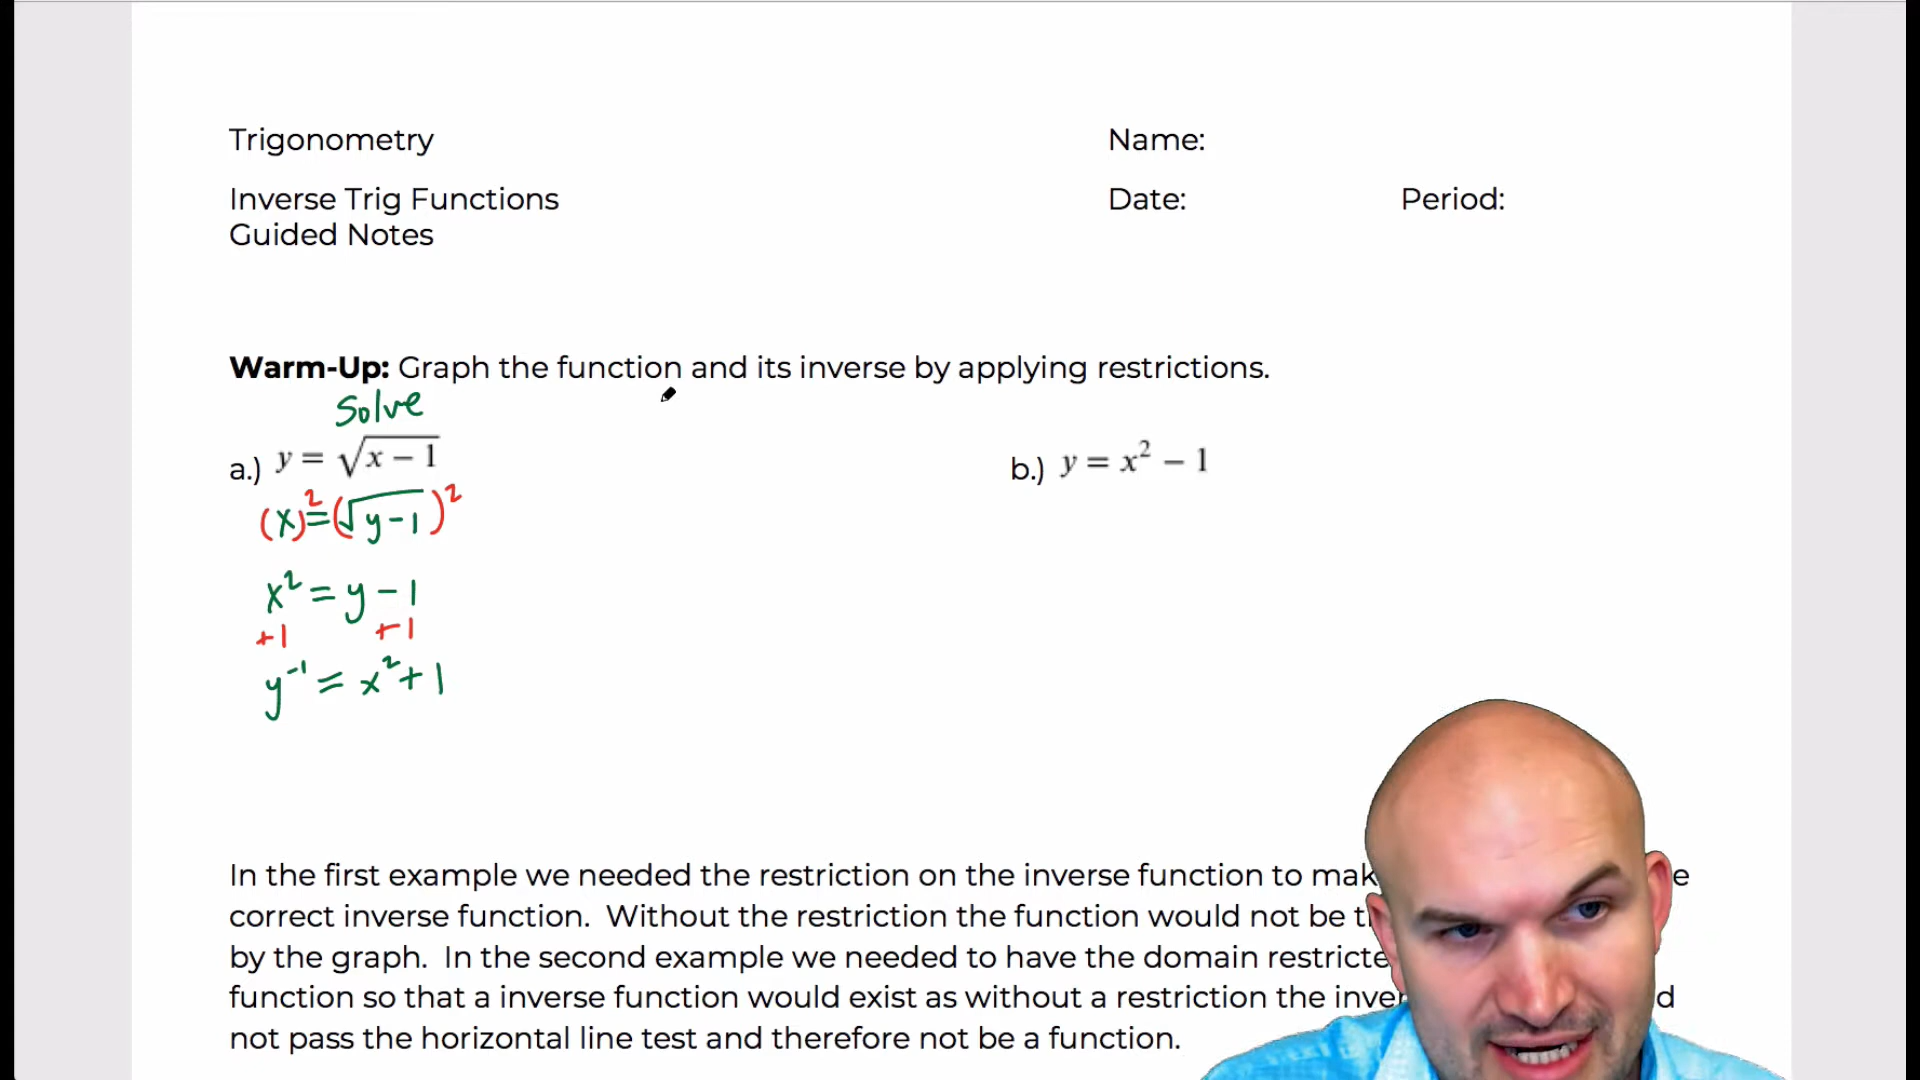 Trigonometry
Name:
Inverse Trig Functions
Date:
Period:
Guided Notes
Warm-Up: Graph the function and its inverse by applying restrictions.
Solve
a.) y = √(x − 1)
b.) y = x² − 1
(x)² = (√(y-1))²
x² = y - 1
+1 +1
y⁻¹ = x² + 1
In the first example we needed the restriction on the inverse function to
correct inverse function. Without the restriction the function would not be
by the graph. In the second example we needed to have the domain
function so that a inverse function would exist as without a restriction the
not pass the horizontal line test and therefore not be a function.